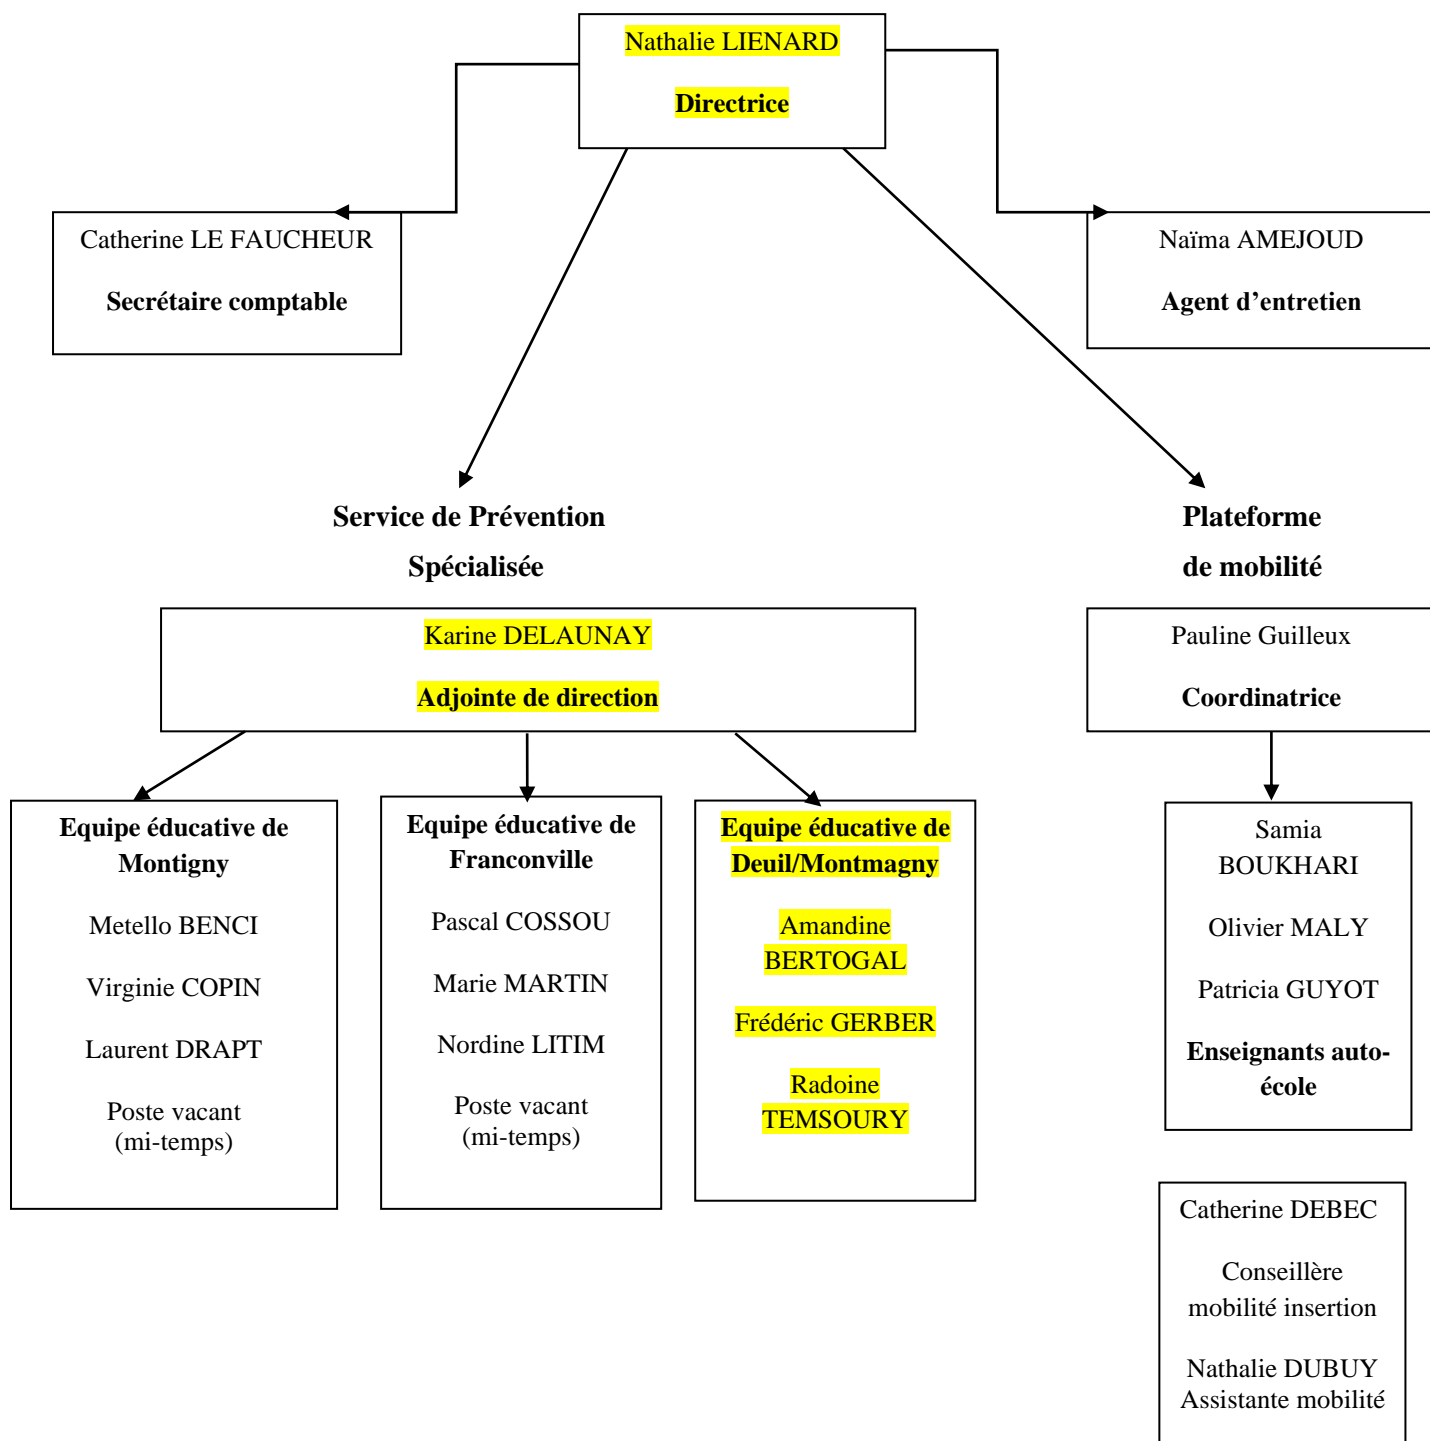 Nathalie LIENARD
Directrice
Catherine LE FAUCHEUR
Secrétaire comptable
Naïma AMEJOUD
Agent d’entretien
Service de Prévention
Spécialisée
Plateforme
de mobilité
Karine DELAUNAY
Adjointe de direction
Pauline Guilleux
Coordinatrice
Equipe éducative de
Montigny
Metello BENCI
Virginie COPIN
Laurent DRAPT
Poste vacant
(mi-temps)
Equipe éducative de
Franconville
Pascal COSSOU
Marie MARTIN
Nordine LITIM
Poste vacant
(mi-temps)
Equipe éducative de
Deuil/Montmagny
Amandine
BERTOGAL
Frédéric GERBER
Radoine
TEMSOURY
Samia
BOUKHARI
Olivier MALY
Patricia GUYOT
Enseignants auto-
école
Catherine DEBEC
Conseillère
mobilité insertion
Nathalie DUBUY
Assistante mobilité